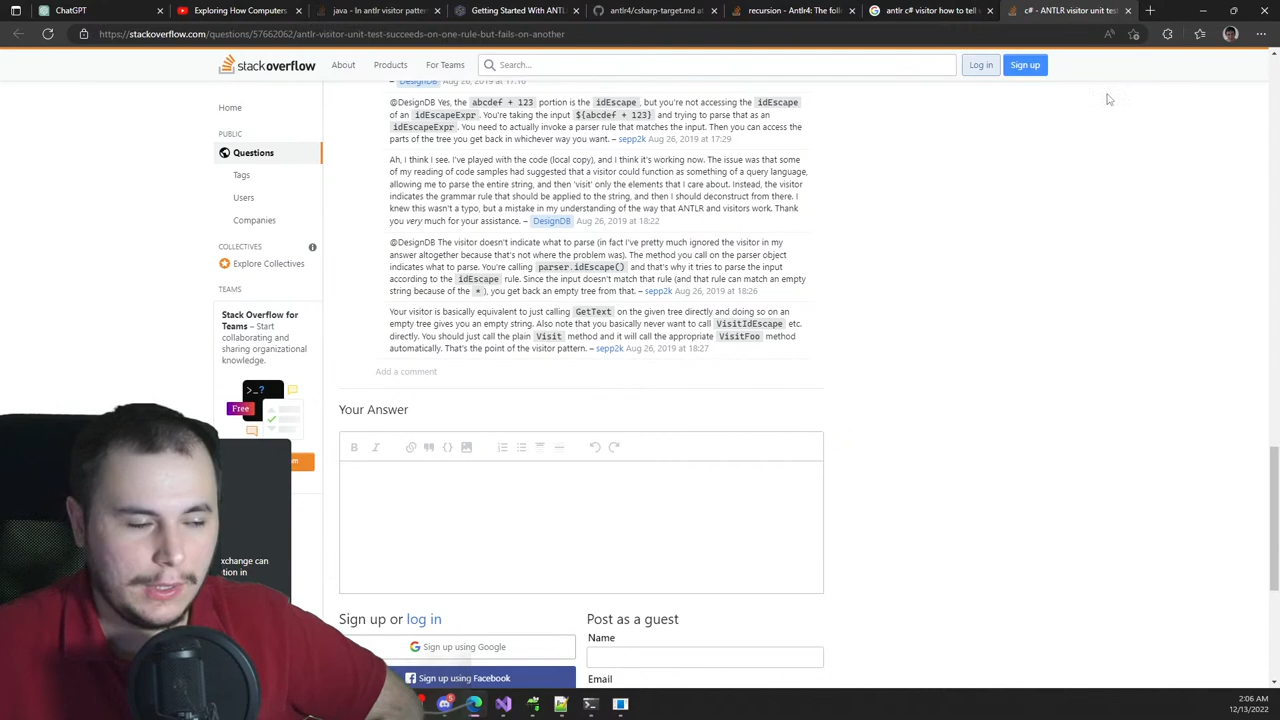 ChatGPT
Exploring How Computers
java - In antlr visitor patter
Getting Started With ANTL
antlr4/csharp-target.md at
recursion - Antlr4: The follo
antlr c# visitor how to tell
c# - ANTLR visitor unit test
https://stackoverflow.com/questions/57662062/antlr-visitor-unit-test-succeeds-on-one-rule-but-fails-on-another
stackoverflow
About
Products
For Teams
Search...
Log in
Sign up
Home
PUBLIC
Questions
Tags
Users
Companies
COLLECTIVES
Explore Collectives
TEAMS
Stack Overflow for
Teams – Start
collaborating and
sharing organizational
knowledge.
Free
DesignDB Aug 26, 2019 at 17:16
@DesignDB Yes, the abcdef + 123 portion is the idEscape, but you're not accessing the idEscape
of an idEscapeExpr. You're taking the input ${abcdef + 123} and trying to parse that as an
idEscapeExpr. You need to actually invoke a parser rule that matches the input. Then you can access the
parts of the tree you get back in whichever way you want. – sepp2k Aug 26, 2019 at 17:29
Ah, I think I see. I've played with the code (local copy), and I think it's working now. The issue was that some
of my reading of code samples had suggested that a visitor could function as something of a query language,
allowing me to parse the entire string, and then 'visit' only the elements that I care about. Instead, the visitor
indicates the grammar rule that should be applied to the string, and then I should deconstruct from there. I
knew this wasn't a typo, but a mistake in my understanding of the way that ANTLR and visitors work. Thank
you very much for your assistance. – DesignDB Aug 26, 2019 at 18:22
@DesignDB The visitor doesn't indicate what to parse (in fact I've pretty much ignored the visitor in my
answer altogether because that's not where the problem was). The method you call on the parser object
indicates what to parse. You're calling parser.idEscape() and that's why it tries to parse the input
according to the idEscape rule. Since the input doesn't match that rule (and that rule can match an empty
string because of the *), you get back an empty tree from that. – sepp2k Aug 26, 2019 at 18:26
Your visitor is basically equivalent to just calling GetText on the given tree directly and doing so on an
empty tree gives you an empty string. Also note that you basically never want to call VisitIdEscape etc.
directly. You should just call the plain Visit method and it will call the appropriate VisitFoo method
automatically. That's the point of the visitor pattern. – sepp2k Aug 26, 2019 at 18:27
Add a comment
Your Answer
xchange can
tion in
Sign up or log in
Sign up using Google
Sign up using Facebook
Post as a guest
Name
Email
2:06 AM
12/13/2022